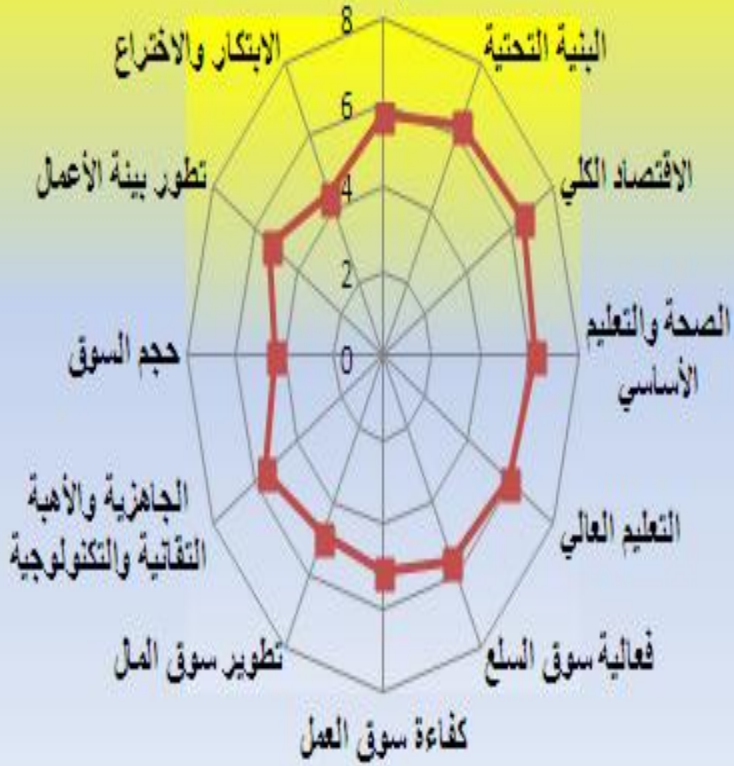 8
6
4
2
0
البنية التحتية
الاقتصاد الكلي
الصحة والتعليم
الأساسي
التعليم العالي
فعالية سوق السلع
كفاءة سوق العمل
تطوير سوق المال
الجاهزية والأهبة
التقانية والتكنولوجية
حجم السوق
تطور بينة الأعمال
الابتكار والاختراع